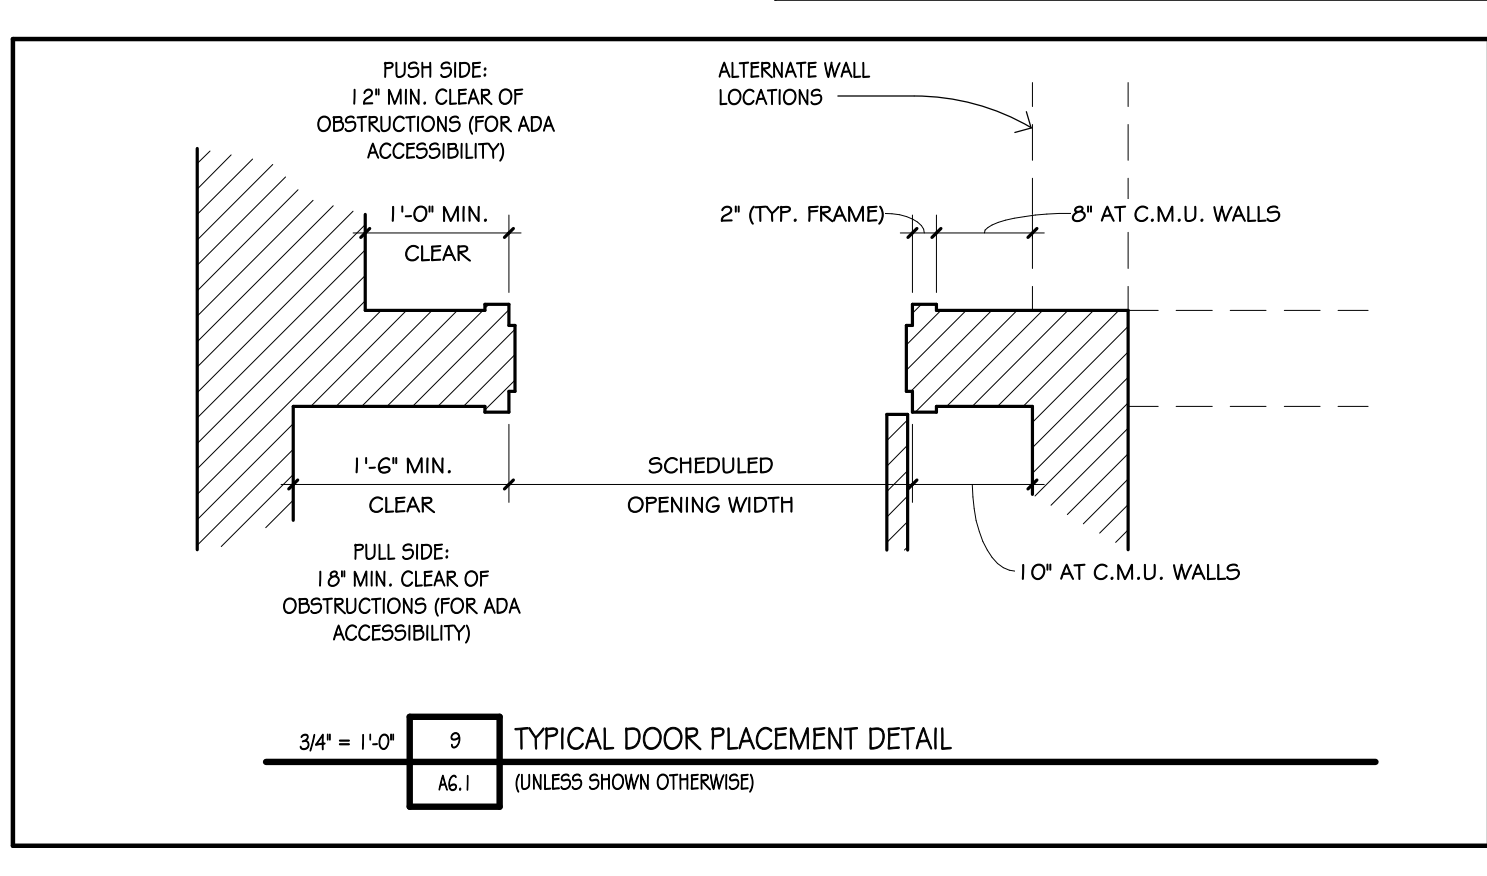 PUSH SIDE:
12" MIN. CLEAR OF
OBSTRUCTIONS (FOR ADA
ACCESSIBILITY)
ALTERNATE WALL
LOCATIONS
1'-0" MIN.
CLEAR
2" (TYP. FRAME)
8" AT C.M.U. WALLS
1'-6" MIN.
CLEAR
SCHEDULED
OPENING WIDTH
PULL SIDE:
18" MIN. CLEAR OF
OBSTRUCTIONS (FOR ADA
ACCESSIBILITY)
10" AT C.M.U. WALLS
3/4" = 1'-0"
9
TYPICAL DOOR PLACEMENT DETAIL
A6.1
(UNLESS SHOWN OTHERWISE)